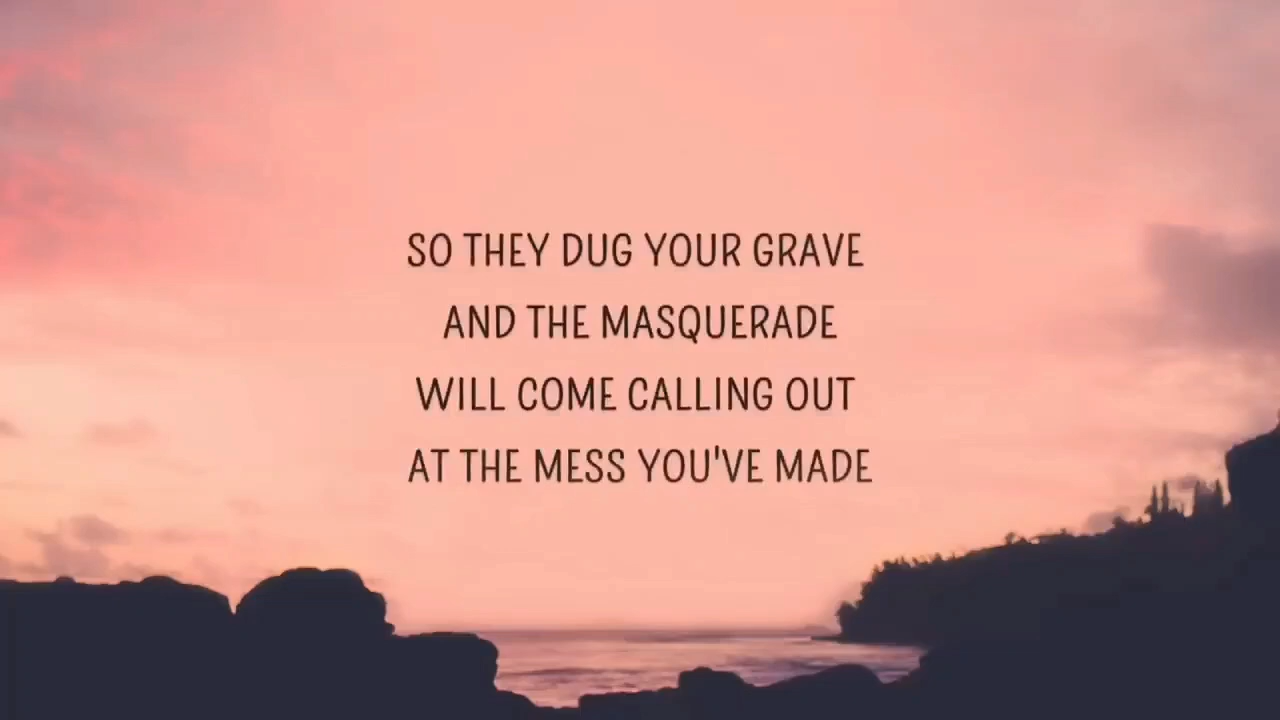 SO THEY DUG YOUR GRAVE
AND THE MASQUERADE
WILL COME CALLING OUT
AT THE MESS YOU'VE MADE